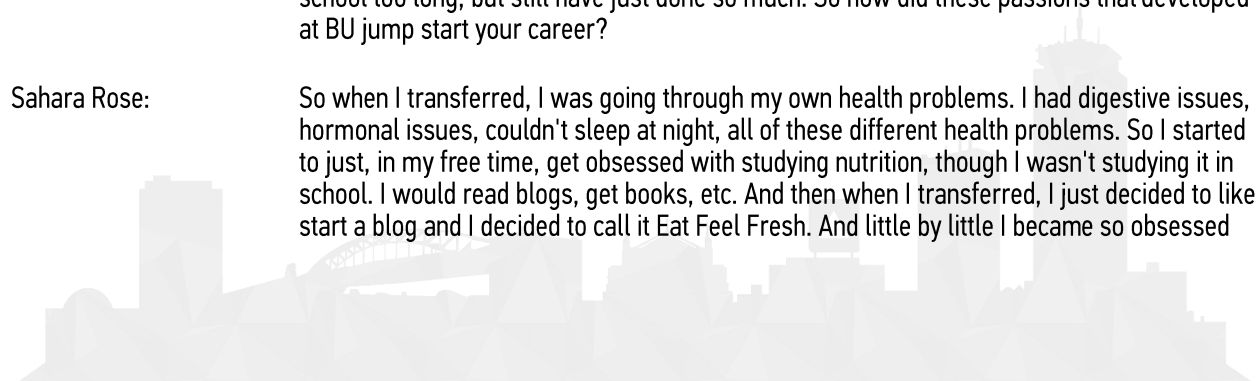 school too long, but still have just done so much. So how did these passions that developed
at BU jump start your career?
Sahara Rose: So when I transferred, I was going through my own health problems. I had digestive issues,
hormonal issues, couldn't sleep at night, all of these different health problems. So I started
to just, in my free time, get obsessed with studying nutrition, though I wasn't studying it in
school. I would read blogs, get books, etc. And then when I transferred, I just decided to like
start a blog and I decided to call it Eat Feel Fresh. And little by little I became so obsessed